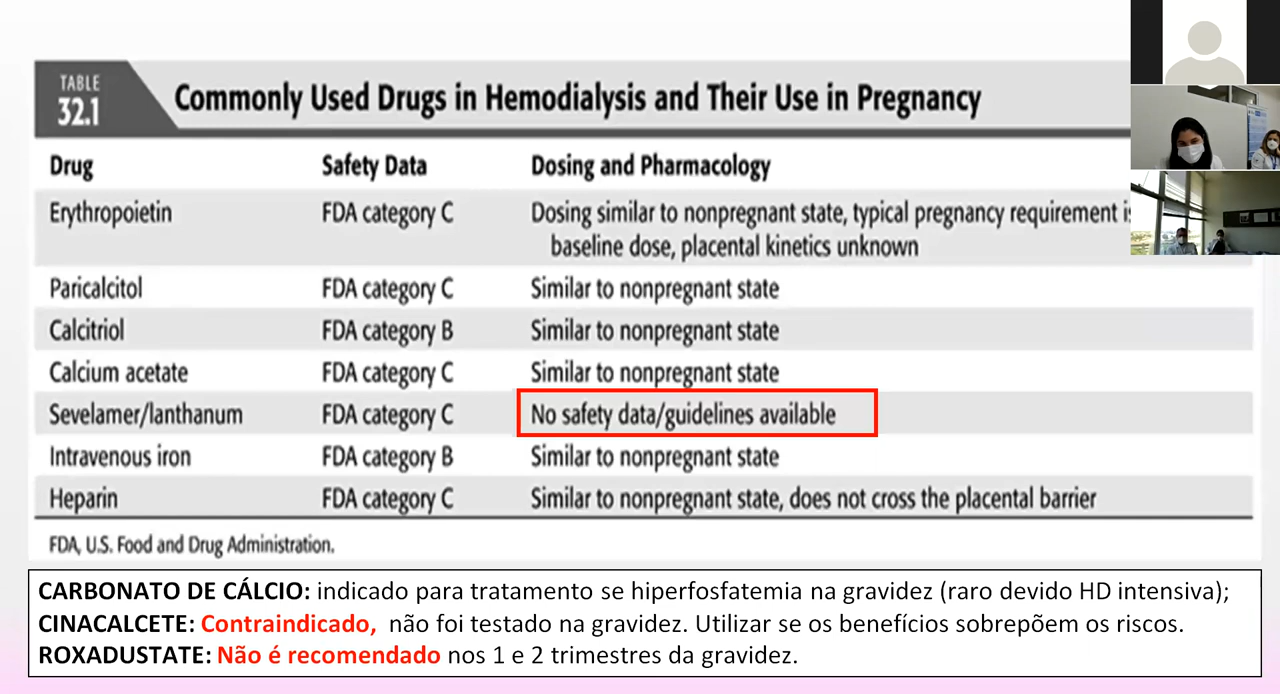 TABLE
32.1
Commonly Used Drugs in Hemodialysis and Their Use in Pregnancy
Drug Safety Data Dosing and Pharmacology
Erythropoietin FDA category C Dosing similar to nonpregnant state, typical pregnancy requirement
baseline dose, placental kinetics unknown
Paricalcitol FDA category C Similar to nonpregnant state
Calcitriol FDA category B Similar to nonpregnant state
Calcium acetate FDA category C Similar to nonpregnant state
Sevelamer/lanthanum FDA category C No safety data/guidelines available
Intravenous iron FDA category B Similar to nonpregnant state
Heparin FDA category C Similar to nonpregnant state, does not cross the placental barrier
FDA, U.S. Food and Drug Administration.
CARBONATO DE CÁLCIO: indicado para tratamento se hiperfosfatemia na gravidez (raro devido HD intensiva);
CINACALCETE: Contraindicado, não foi testado na gravidez. Utilizar se os benefícios sobrepõem os riscos.
ROXADUSTATE: Não é recomendado nos 1 e 2 trimestres da gravidez.